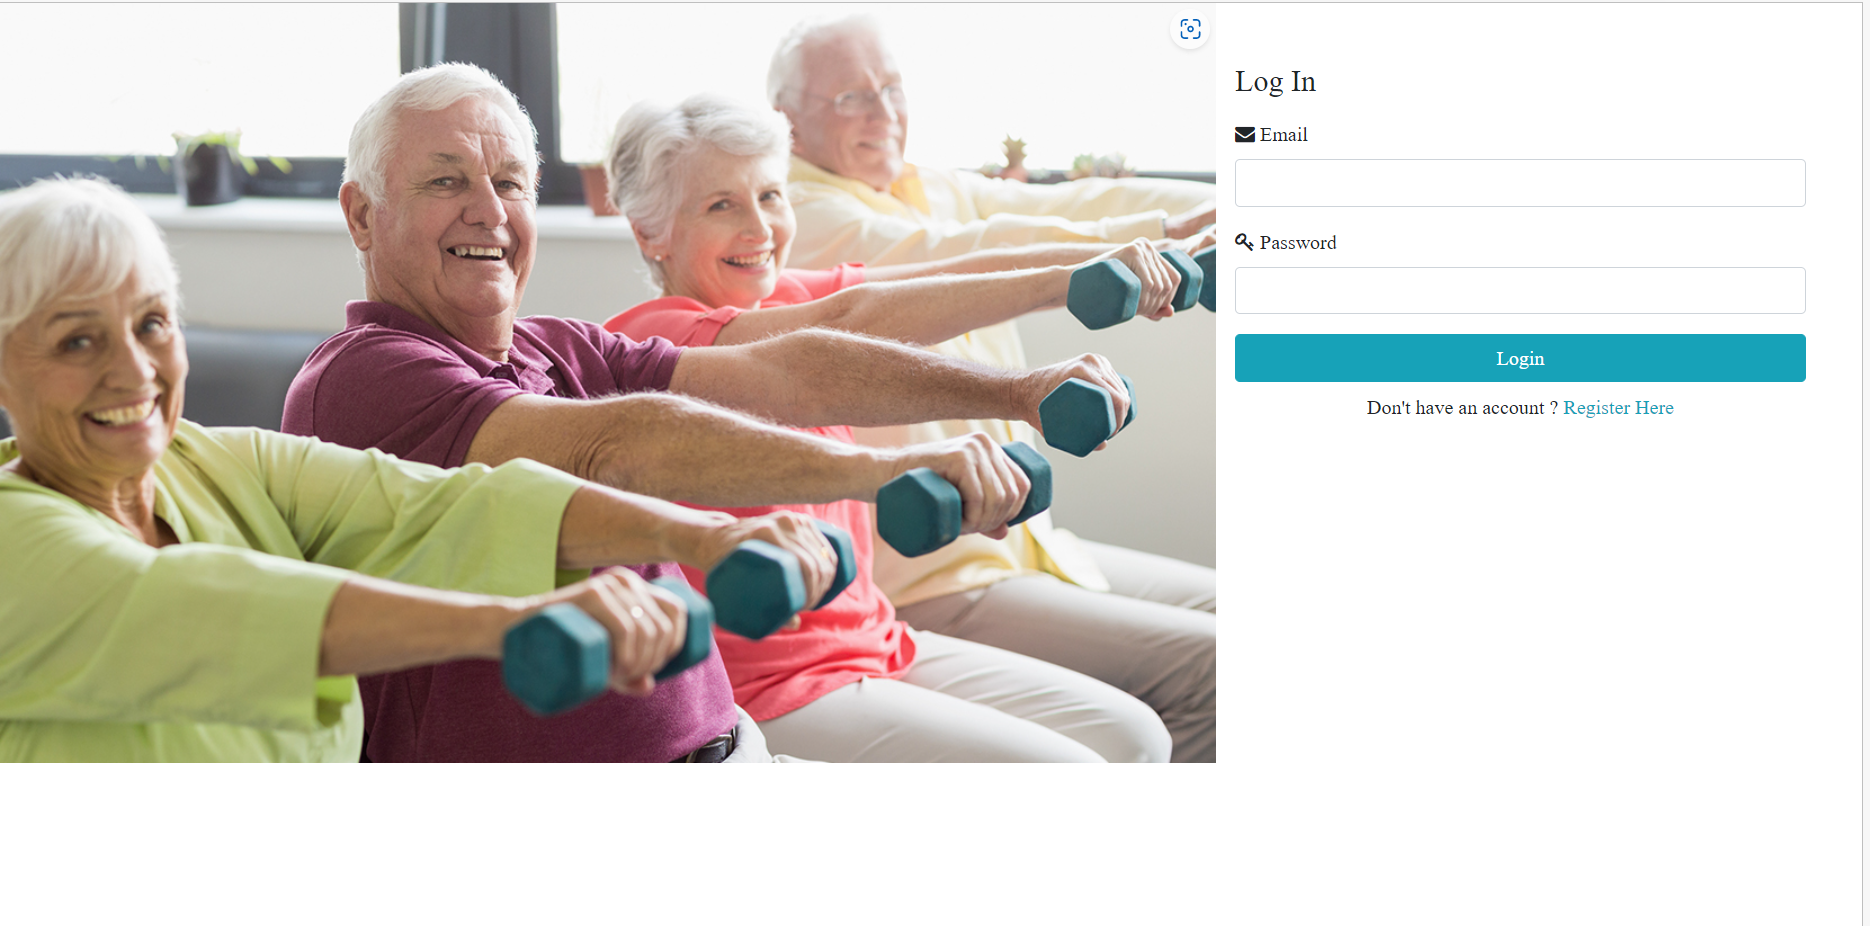 Log In
Email
Password
Login
Don't have an account ? Register Here